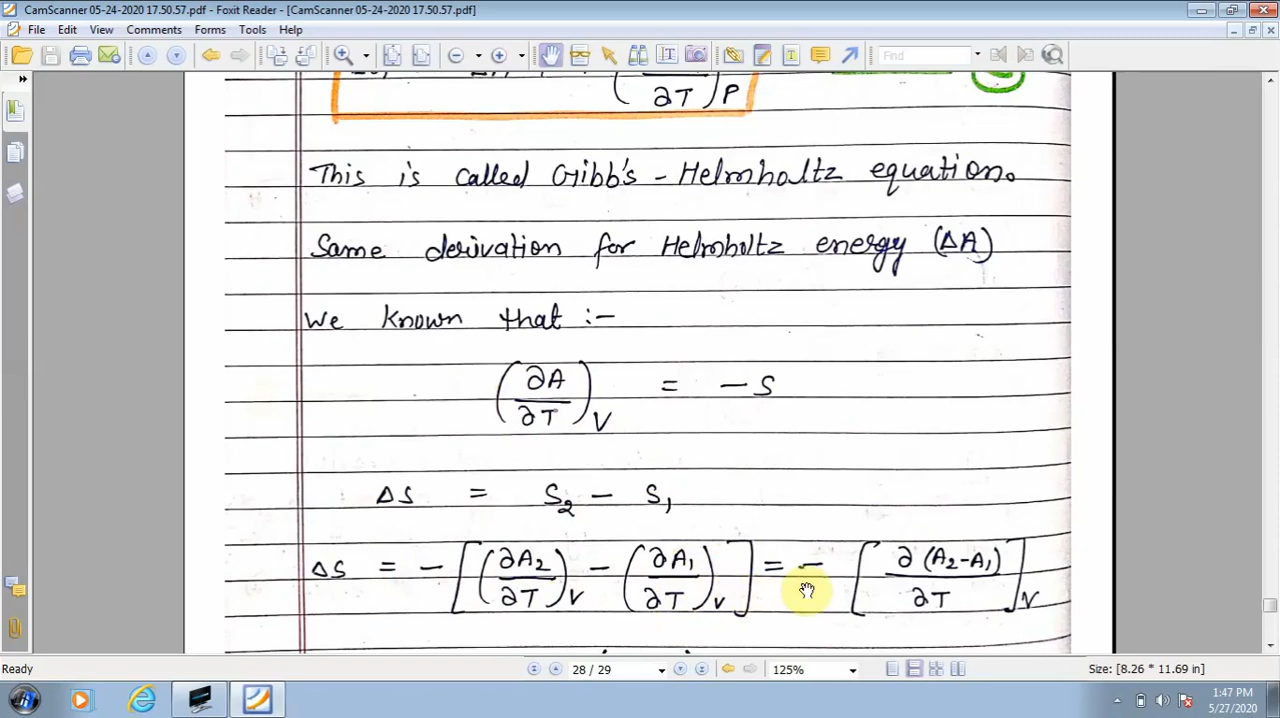 CamScanner 05-24-2020 17.50.57.pdf - Foxit Reader - [CamScanner 05-24-2020 17.50.57.pdf]
File Edit View Comments Forms Tools Help
Find
(∂T)P
This is called Gibb's - Helmholtz equation.
Same derivation for Helmholtz energy (ΔA)
We known that :-
(∂A/∂T)V = -S
ΔS = S2 - S1
ΔS = -[(∂A2/∂T)V - (∂A1/∂T)V] = -[∂(A2-A1)/∂T]V
Ready 28 / 29 125% Size: [8.26 * 11.69 in]
1:47 PM
5/27/2020